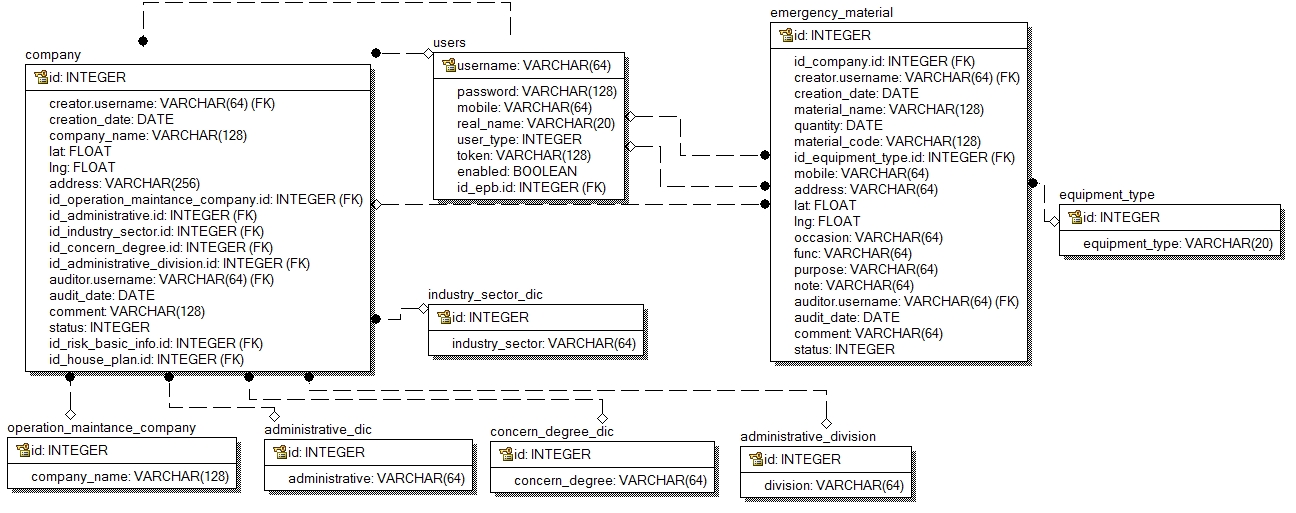 company
id: INTEGER
creator.username: VARCHAR(64) (FK)
creation_date: DATE
company_name: VARCHAR(128)
lat: FLOAT
lng: FLOAT
address: VARCHAR(256)
id_operation_maintance_company.id: INTEGER (FK)
id_administrative.id: INTEGER (FK)
id_industry_sector.id: INTEGER (FK)
id_concern_degree.id: INTEGER (FK)
id_administrative_division.id: INTEGER (FK)
auditor.username: VARCHAR(64) (FK)
audit_date: DATE
comment: VARCHAR(128)
status: INTEGER
id_risk_basic_info.id: INTEGER (FK)
id_house_plan.id: INTEGER (FK)
users
username: VARCHAR(64)
password: VARCHAR(128)
mobile: VARCHAR(64)
real_name: VARCHAR(20)
user_type: INTEGER
token: VARCHAR(128)
enabled: BOOLEAN
id_epb.id: INTEGER (FK)
emergency_material
id: INTEGER
id_company.id: INTEGER (FK)
creator.username: VARCHAR(64) (FK)
creation_date: DATE
material_name: VARCHAR(128)
quantity: DATE
material_code: VARCHAR(128)
id_equipment_type.id: INTEGER (FK)
mobile: VARCHAR(64)
address: VARCHAR(64)
lat: FLOAT
lng: FLOAT
occasion: VARCHAR(64)
func: VARCHAR(64)
purpose: VARCHAR(64)
note: VARCHAR(64)
auditor.username: VARCHAR(64) (FK)
audit_date: DATE
comment: VARCHAR(64)
status: INTEGER
equipment_type
id: INTEGER
equipment_type: VARCHAR(20)
industry_sector_dic
id: INTEGER
industry_sector: VARCHAR(64)
operation_maintance_company
id: INTEGER
company_name: VARCHAR(128)
administrative_dic
id: INTEGER
administrative: VARCHAR(64)
concern_degree_dic
id: INTEGER
concern_degree: VARCHAR(64)
administrative_division
id: INTEGER
division: VARCHAR(64)